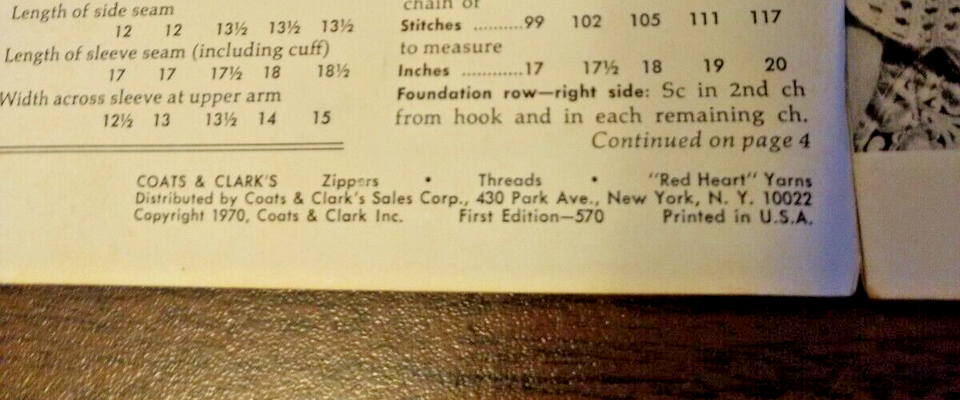 Length of side seam
12 12 13½ 13½ 13½
Length of sleeve seam (including cuff)
17 17 17½ 18 18½
Width across sleeve at upper arm
12½ 13 13½ 14 15
chain of
Stitches ..........99 102 105 111 117
to measure
Inches ............17 17½ 18 19 20
Foundation row—right side: Sc in 2nd ch
from hook and in each remaining ch.
Continued on page 4
COATS & CLARK'S Zippers • Threads • "Red Heart" Yarns
Distributed by Coats & Clark's Sales Corp., 430 Park Ave., New York, N. Y. 10022
Copyright 1970, Coats & Clark Inc. First Edition—570 Printed in U.S.A.